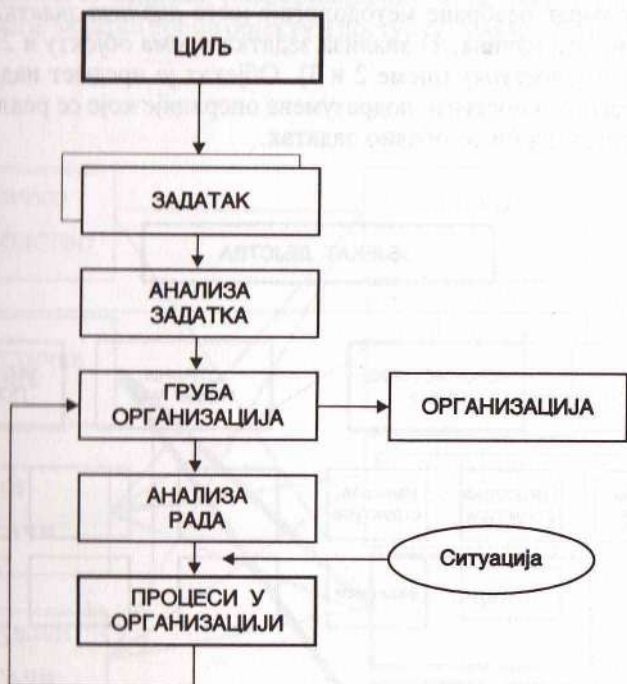 ЦИЉ
ЗАДАТАК
АНАЛИЗА
ЗАДАТКА
ГРУБА
ОРГАНИЗАЦИЈА
ОРГАНИЗАЦИЈА
АНАЛИЗА
РАДА
Ситуација
ПРОЦЕСИ У
ОРГАНИЗАЦИЈИ